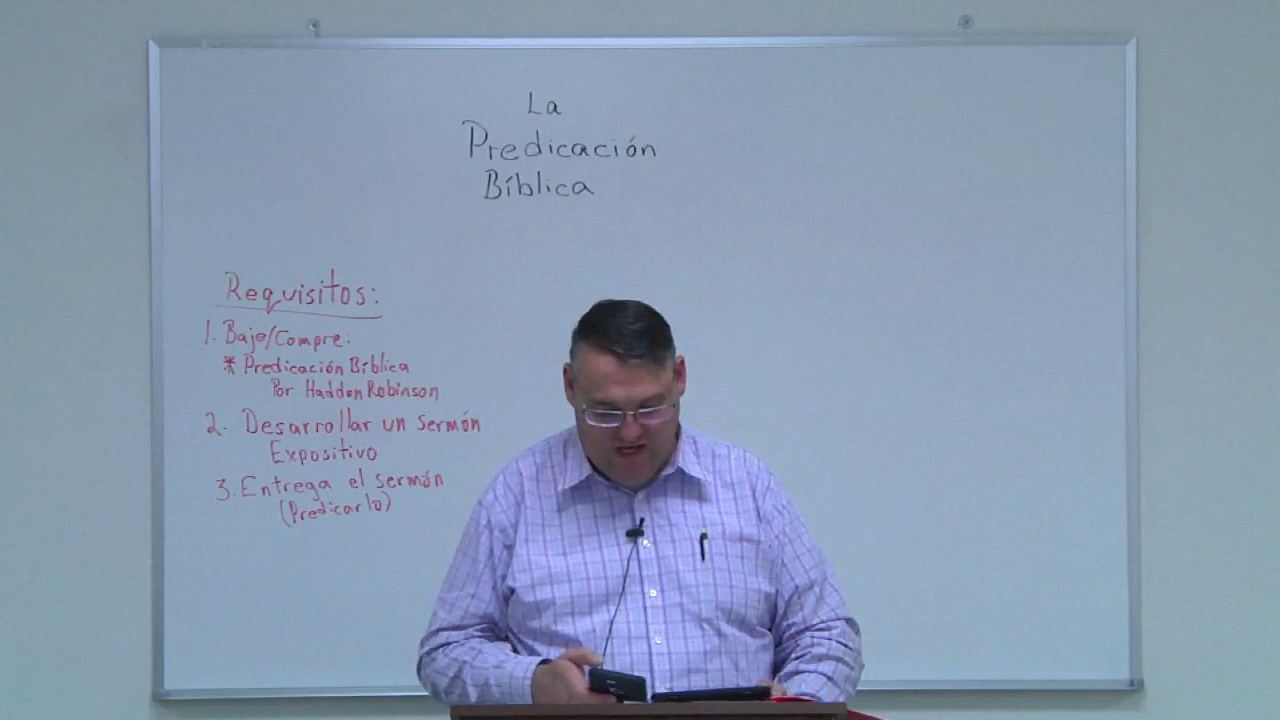 La
Predicación
Bíblica
Requisitos:
1. Baje/Compre:
* Predicación Bíblica
Por Haddon Robinson
2. Desarrollar un sermón
Expositivo
3. Entrega el sermón
(Predicarlo)